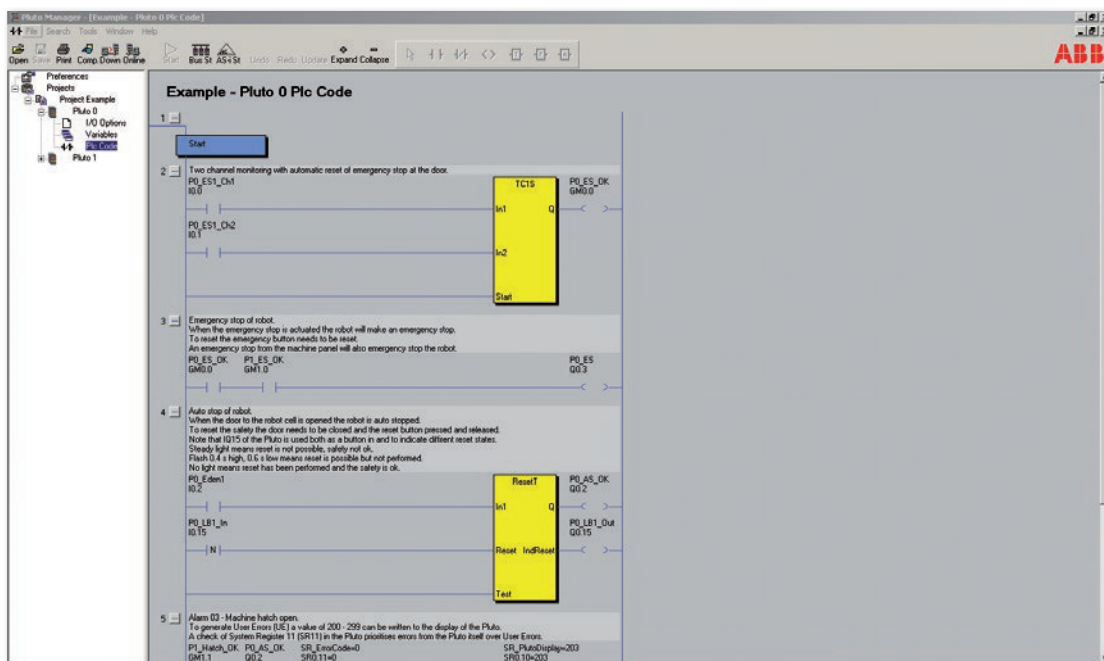 Pluto Manager - [Example - Pluto 0 Plc Code]
File Search Tools Window Help
Open Save Print Comp. Down. Online Start Bus St AS-i St Undo Redo Update Expand Collapse
ABB
Preferences
Projects
Project Example
Pluto 0
I/O Options
Variables
Plc Code
Pluto 1
Example - Pluto 0 Plc Code
1
Start
2 Two channel monitoring with automatic reset of emergency stop at the door.
P0_ES1_Ch1 TC1S P0_ES_OK
I0.0 GM0.0
In1 Q
P0_ES1_Ch2
I0.1
In2
Start
3 Emergency stop of robot.
When the emergency stop is actuated the robot will make an emergency stop.
To reset the emergency button needs to be reset.
An emergency stop from the machine panel will also emergency stop the robot.
P0_ES_OK P1_ES_OK P0_ES
GM0.0 GM1.0 Q0.3
4 Auto stop of robot.
When the door to the robot cell is opened the robot is auto stopped.
To reset the safety the door needs to be closed and the reset button pressed and released.
Note that IQ15 of the Pluto is used both as a button in and to indicate diffrent reset states.
Steady light means reset is not possible, safety not ok.
Flash 0.4 s high, 0.6 s low means reset is possible but not performed.
No light means reset has been performed and the safety is ok.
P0_Eden1 ResetT P0_AS_OK
I0.2 Q0.2
In1 Q
P0_LB1_In P0_LB1_Out
I0.15 Q0.15
N Reset IndReset
Test
5 Alarm 03 - Machine hatch open.
To generate User Errors (UE) a value of 200 - 299 can be written to the display of the Pluto.
A check of System Register 11 (SR11) in the Pluto prioritises errors from the Pluto itself over User Errors.
P1_Hatch_OK P0_AS_OK SR_ErrorCode=0 SR_PlutoDisplay=203
GM1.1 Q0.2 SR0.11=0 SR0.10=203